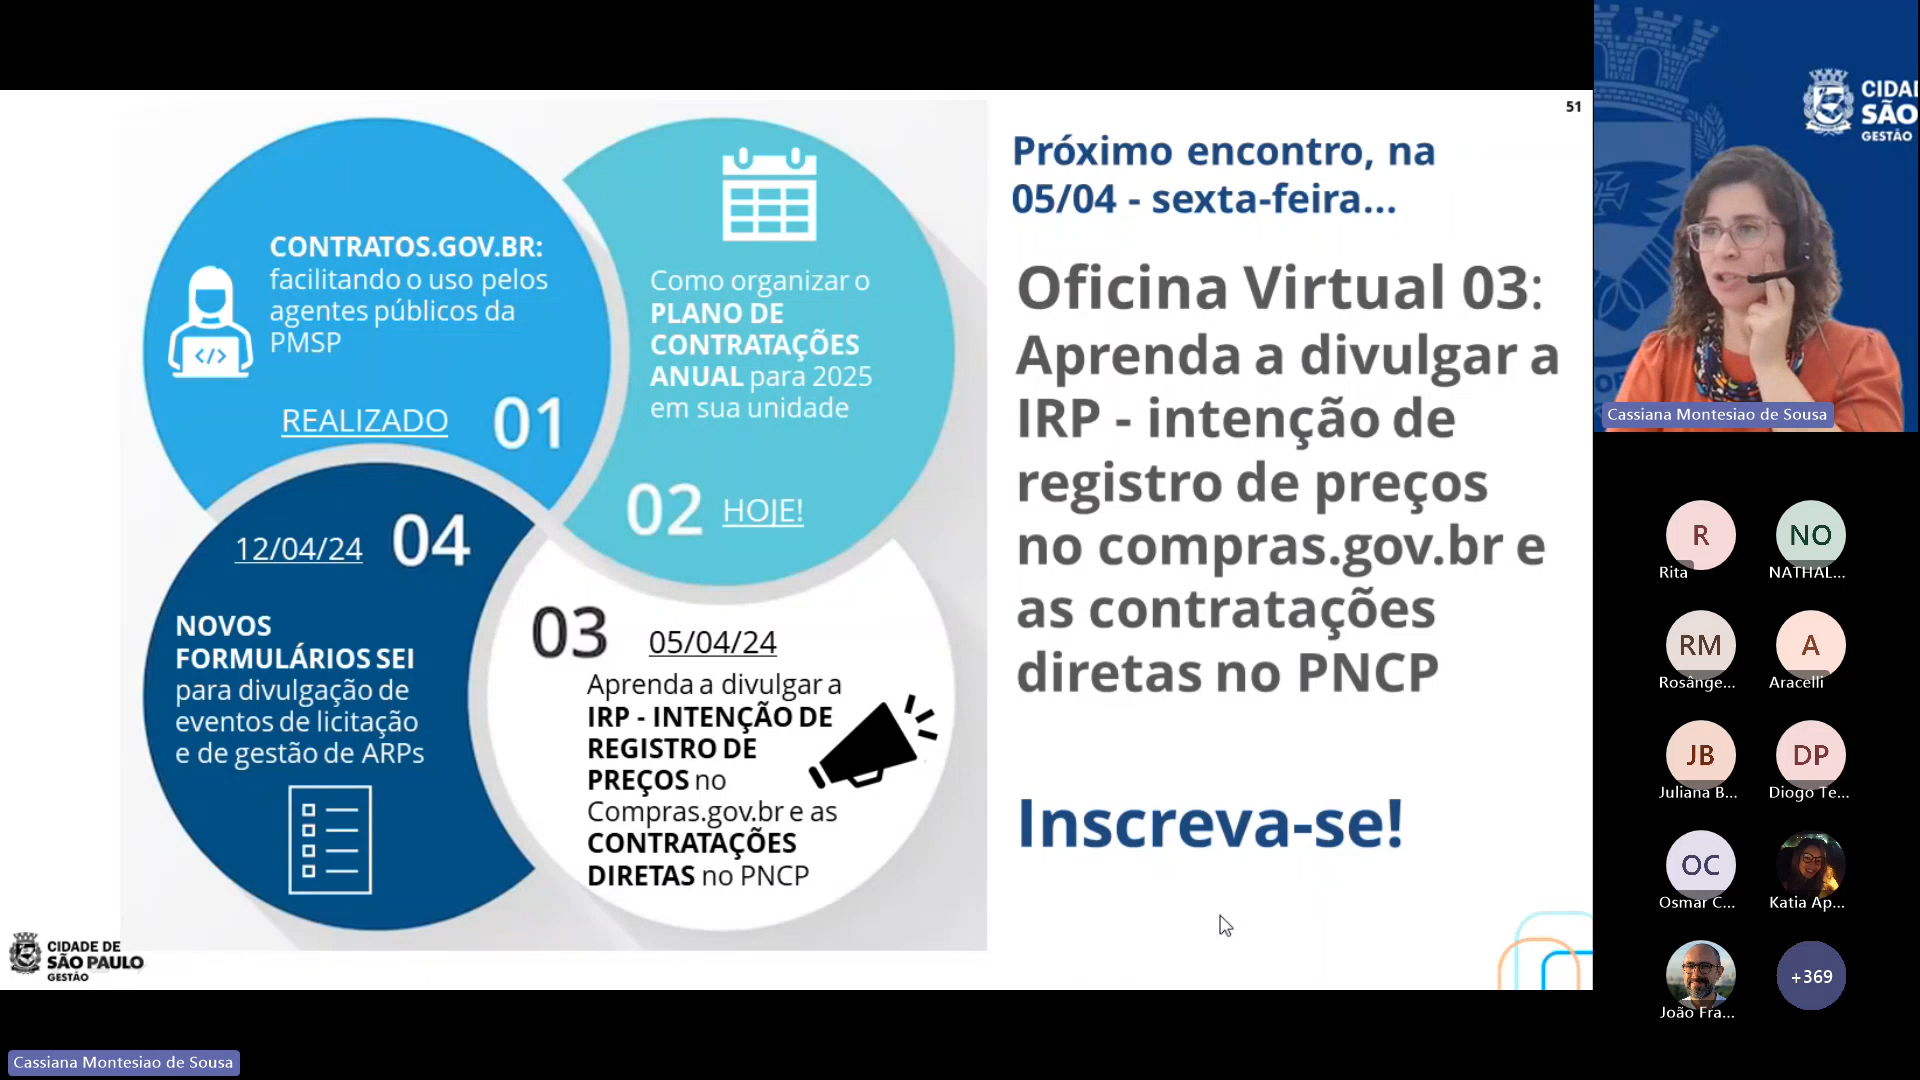 51
Próximo encontro, na
05/04 - sexta-feira...
Oficina Virtual 03:
Aprenda a divulgar a
IRP - intenção de
registro de preços
no compras.gov.br e
as contratações
diretas no PNCP
Inscreva-se!
CONTRATOS.GOV.BR:
facilitando o uso pelos
agentes públicos da
PMSP
</>
REALIZADO
01
Como organizar o
PLANO DE
CONTRATAÇÕES
ANUAL para 2025
em sua unidade
02
HOJE!
03
05/04/24
Aprenda a divulgar a
IRP - INTENÇÃO DE
REGISTRO DE
PREÇOS no
Compras.gov.br e as
CONTRATAÇÕES
DIRETAS no PNCP
12/04/24
04
NOVOS
FORMULÁRIOS SEI
para divulgação de
eventos de licitação
e de gestão de ARPs
CIDADE DE
SÃO PAULO
GESTÃO
CIDAI
SÃO
GESTÃO
Cassiana Montesiao de Sousa
R
Rita
NO
NATHAL...
RM
Rosânge...
A
Aracelli
JB
Juliana B...
DP
Diogo Te...
OC
Osmar C...
Katia Ap...
João Fra...
+369
Cassiana Montesiao de Sousa